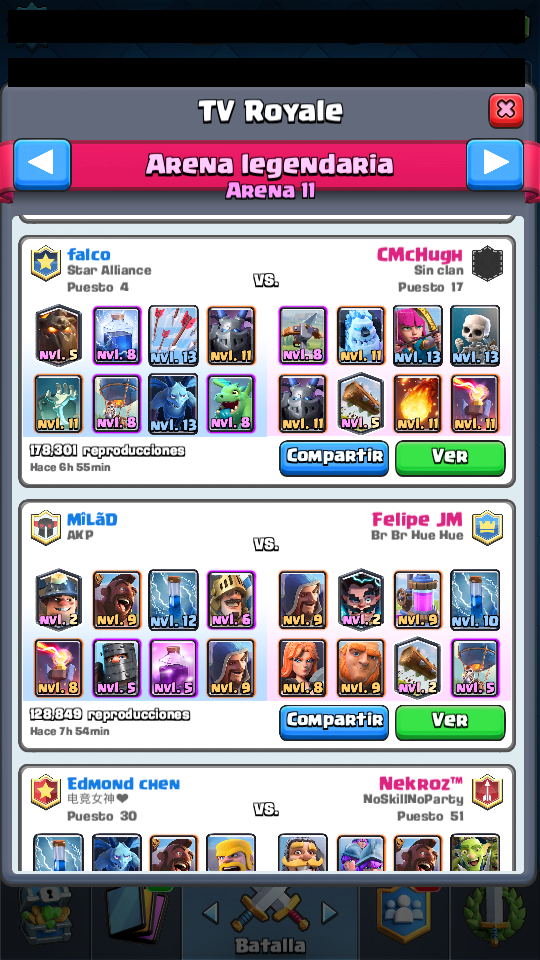 TV Royale
Arena legendaria
Arena 11
falco
Star Alliance
Puesto 4
vs.
CMcHugh
Sin clan
Puesto 17
nvl. 5 nvl. 8 nvl. 13 nvl. 11 nvl. 8 nvl. 11 nvl. 13 nvl. 13
nvl. 11 nvl. 8 nvl. 13 nvl. 8 nvl. 11 nvl. 5 nvl. 11 nvl. 11
178,301 reproducciones
Hace 6h 55min
Compartir
Ver
MîLãD
AKP
vs.
Felipe JM
Br Br Hue Hue
nvl. 2 nvl. 9 nvl. 12 nvl. 6 nvl. 9 nvl. 2 nvl. 9 nvl. 10
nvl. 8 nvl. 5 nvl. 5 nvl. 9 nvl. 8 nvl. 9 nvl. 2 nvl. 5
128,849 reproducciones
Hace 7h 54min
Compartir
Ver
Edmond chen
电竞女神❤
Puesto 30
vs.
Nekroz™
NoSkillNoParty
Puesto 51
Batalla